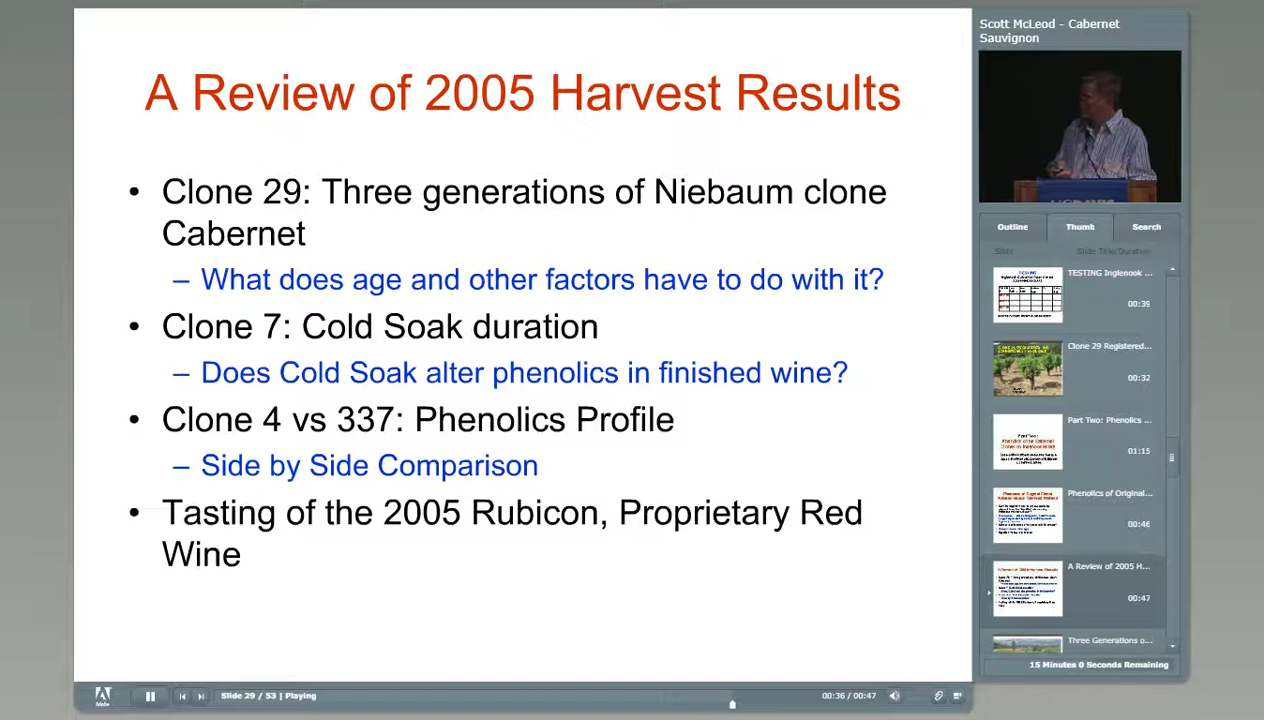 A Review of 2005 Harvest Results
• Clone 29: Three generations of Niebaum clone
Cabernet
– What does age and other factors have to do with it?
• Clone 7: Cold Soak duration
– Does Cold Soak alter phenolics in finished wine?
• Clone 4 vs 337: Phenolics Profile
– Side by Side Comparison
• Tasting of the 2005 Rubicon, Proprietary Red
Wine
Scott McLeod - Cabernet
Sauvignon
Outline Thumb Search
Slide Slide Title/Duration
TESTING Inglenook ...
00:39
Clone 29 Registered...
00:32
Part Two: Phenolics ...
01:15
Phenolics of Original...
00:46
A Review of 2005 H...
00:47
Three Generations o...
15 Minutes 0 Seconds Remaining
Adobe
Slide 29 / 53 | Playing
00:36 / 00:47